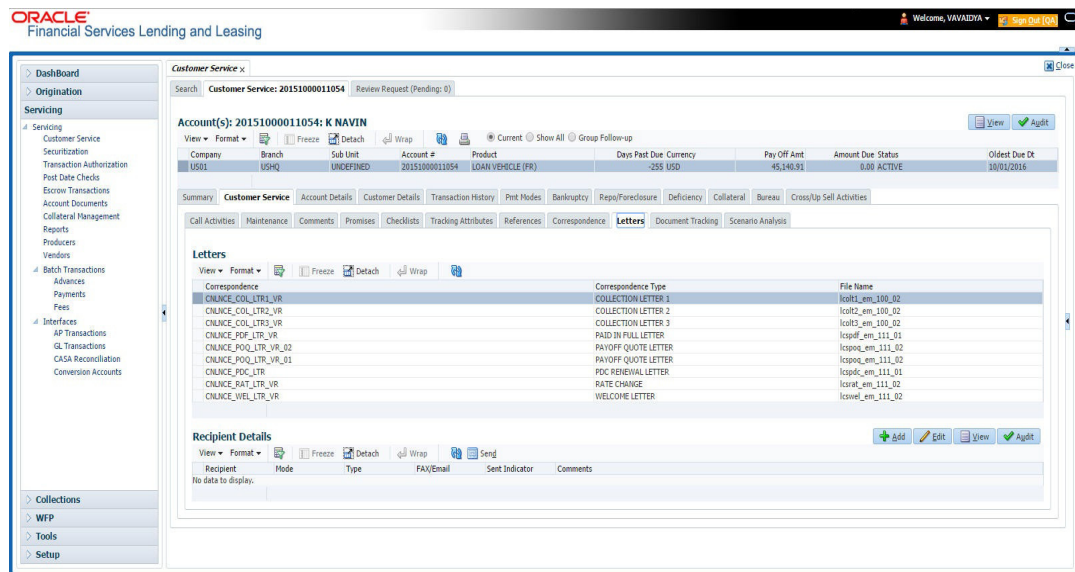 ORACLE
Financial Services Lending and Leasing
Welcome, VAVAIDYA
Sign Out [QA]
Close
DashBoard
Origination
Servicing
Servicing
Customer Service
Securitization
Transaction Authorization
Post Date Checks
Escrow Transactions
Account Documents
Collateral Management
Reports
Producers
Vendors
Batch Transactions
Advances
Payments
Fees
Interfaces
AP Transactions
GL Transactions
CASA Reconciliation
Conversion Accounts
Collections
WFP
Tools
Setup
Customer Service x
Search Customer Service: 20151000011054 Review Request (Pending: 0)
Account(s): 20151000011054: K NAVIN
View Audit
View Format Freeze Detach Wrap Current Show All Group Follow-up
Company Branch Sub Unit Account # Product Days Past Due Currency Pay Off Amt Amount Due Status Oldest Due Dt
US01 USHQ UNDEFINED 20151000011054 LOAN VEHICLE (FR) -255 USD 45,140.91 0.00 ACTIVE 10/01/2016
Summary Customer Service Account Details Customer Details Transaction History Pmt Modes Bankruptcy Repo/Foreclosure Deficiency Collateral Bureau Cross/Up Sell Activities
Call Activities Maintenance Comments Promises Checklists Tracking Attributes References Correspondence Letters Document Tracking Scenario Analysis
Letters
View Format Freeze Detach Wrap
Correspondence Correspondence Type File Name
CNLNCE_COL_LTR1_VR COLLECTION LETTER 1 lcolt1_em_100_02
CNLNCE_COL_LTR2_VR COLLECTION LETTER 2 lcolt2_em_100_02
CNLNCE_COL_LTR3_VR COLLECTION LETTER 3 lcolt3_em_100_02
CNLNCE_PDF_LTR_VR PAID IN FULL LETTER lcspdf_em_111_01
CNLNCE_POQ_LTR_VR_02 PAYOFF QUOTE LETTER lcspoq_em_111_02
CNLNCE_POQ_LTR_VR_01 PAYOFF QUOTE LETTER lcspoq_em_111_02
CNLNCE_PDC_LTR PDC RENEWAL LETTER lcspdc_em_111_01
CNLNCE_RAT_LTR_VR RATE CHANGE lcsrat_em_111_02
CNLNCE_WEL_LTR_VR WELCOME LETTER lcswel_em_111_02
Recipient Details
Add Edit View Audit
View Format Freeze Detach Wrap Send
Recipient Mode Type FAX/Email Sent Indicator Comments
No data to display.